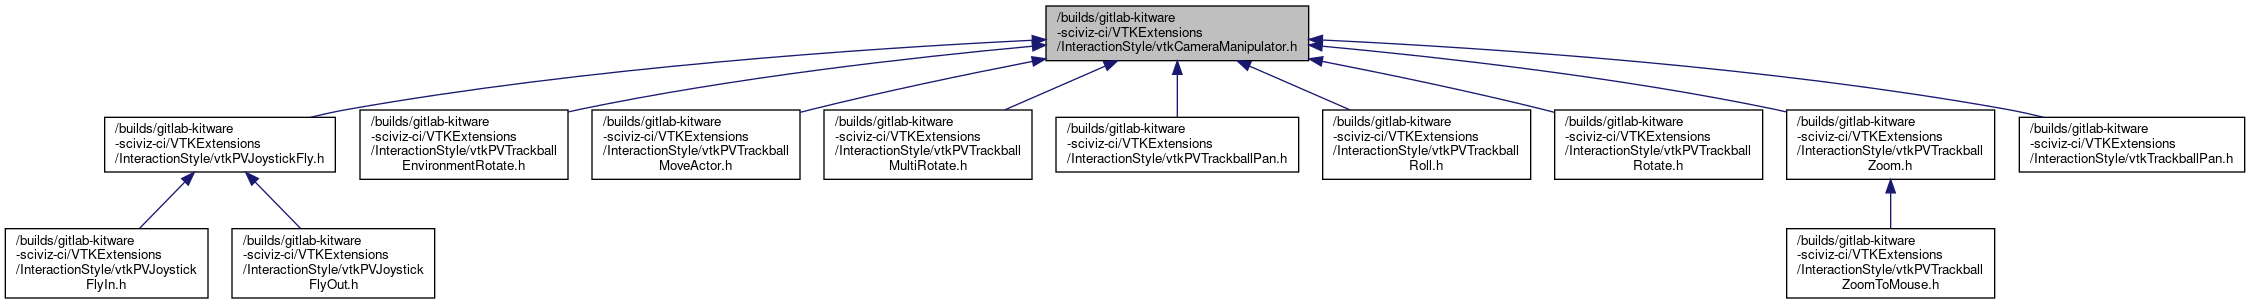 /builds/gitlab-kitware
-sciviz-ci/VTKExtensions
/InteractionStyle/vtkCameraManipulator.h
/builds/gitlab-kitware
-sciviz-ci/VTKExtensions
/InteractionStyle/vtkPVJoystickFly.h
/builds/gitlab-kitware
-sciviz-ci/VTKExtensions
/InteractionStyle/vtkPVTrackball
EnvironmentRotate.h
/builds/gitlab-kitware
-sciviz-ci/VTKExtensions
/InteractionStyle/vtkPVTrackball
MoveActor.h
/builds/gitlab-kitware
-sciviz-ci/VTKExtensions
/InteractionStyle/vtkPVTrackball
MultiRotate.h
/builds/gitlab-kitware
-sciviz-ci/VTKExtensions
/InteractionStyle/vtkPVTrackballPan.h
/builds/gitlab-kitware
-sciviz-ci/VTKExtensions
/InteractionStyle/vtkPVTrackball
Roll.h
/builds/gitlab-kitware
-sciviz-ci/VTKExtensions
/InteractionStyle/vtkPVTrackball
Rotate.h
/builds/gitlab-kitware
-sciviz-ci/VTKExtensions
/InteractionStyle/vtkPVTrackball
Zoom.h
/builds/gitlab-kitware
-sciviz-ci/VTKExtensions
/InteractionStyle/vtkTrackballPan.h
/builds/gitlab-kitware
-sciviz-ci/VTKExtensions
/InteractionStyle/vtkPVJoystick
FlyIn.h
/builds/gitlab-kitware
-sciviz-ci/VTKExtensions
/InteractionStyle/vtkPVJoystick
FlyOut.h
/builds/gitlab-kitware
-sciviz-ci/VTKExtensions
/InteractionStyle/vtkPVTrackball
ZoomToMouse.h